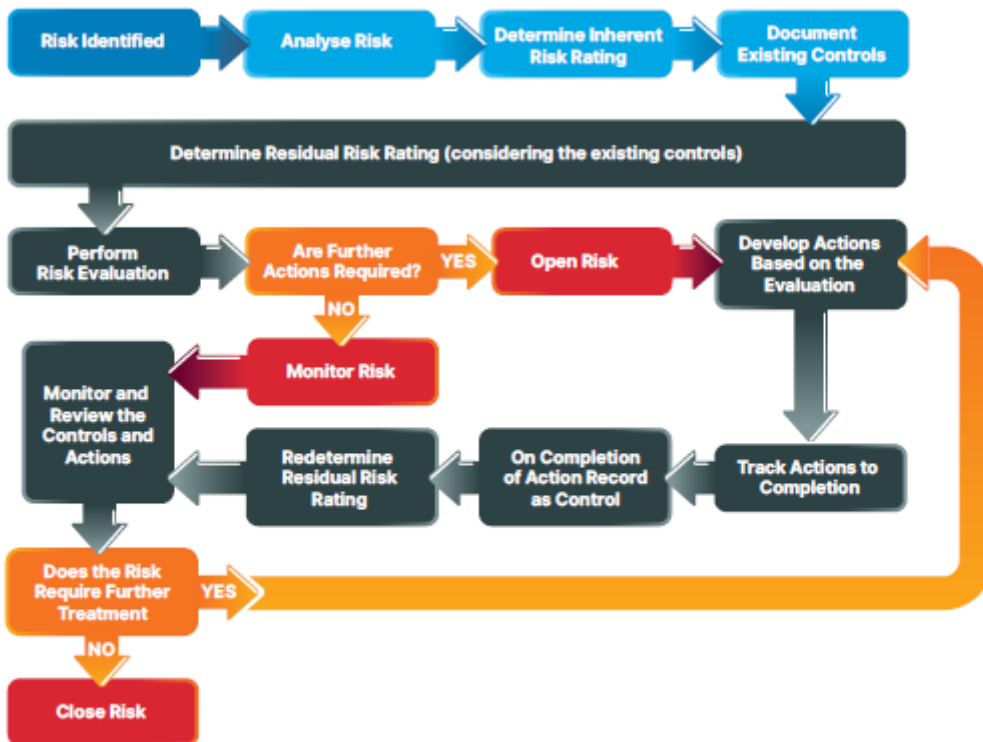 Risk Identified
Analyse Risk
Determine Inherent
Risk Rating
Document
Existing Controls
Determine Residual Risk Rating (considering the existing controls)
Perform
Risk Evaluation
Are Further
Actions Required?
YES
Open Risk
Develop Actions
Based on the
Evaluation
NO
Monitor Risk
Monitor and
Review the
Controls and
Actions
Redetermine
Residual Risk
Rating
On Completion
of Action Record
as Control
Track Actions to
Completion
Does the Risk
Require Further
Treatment
YES
NO
Close Risk